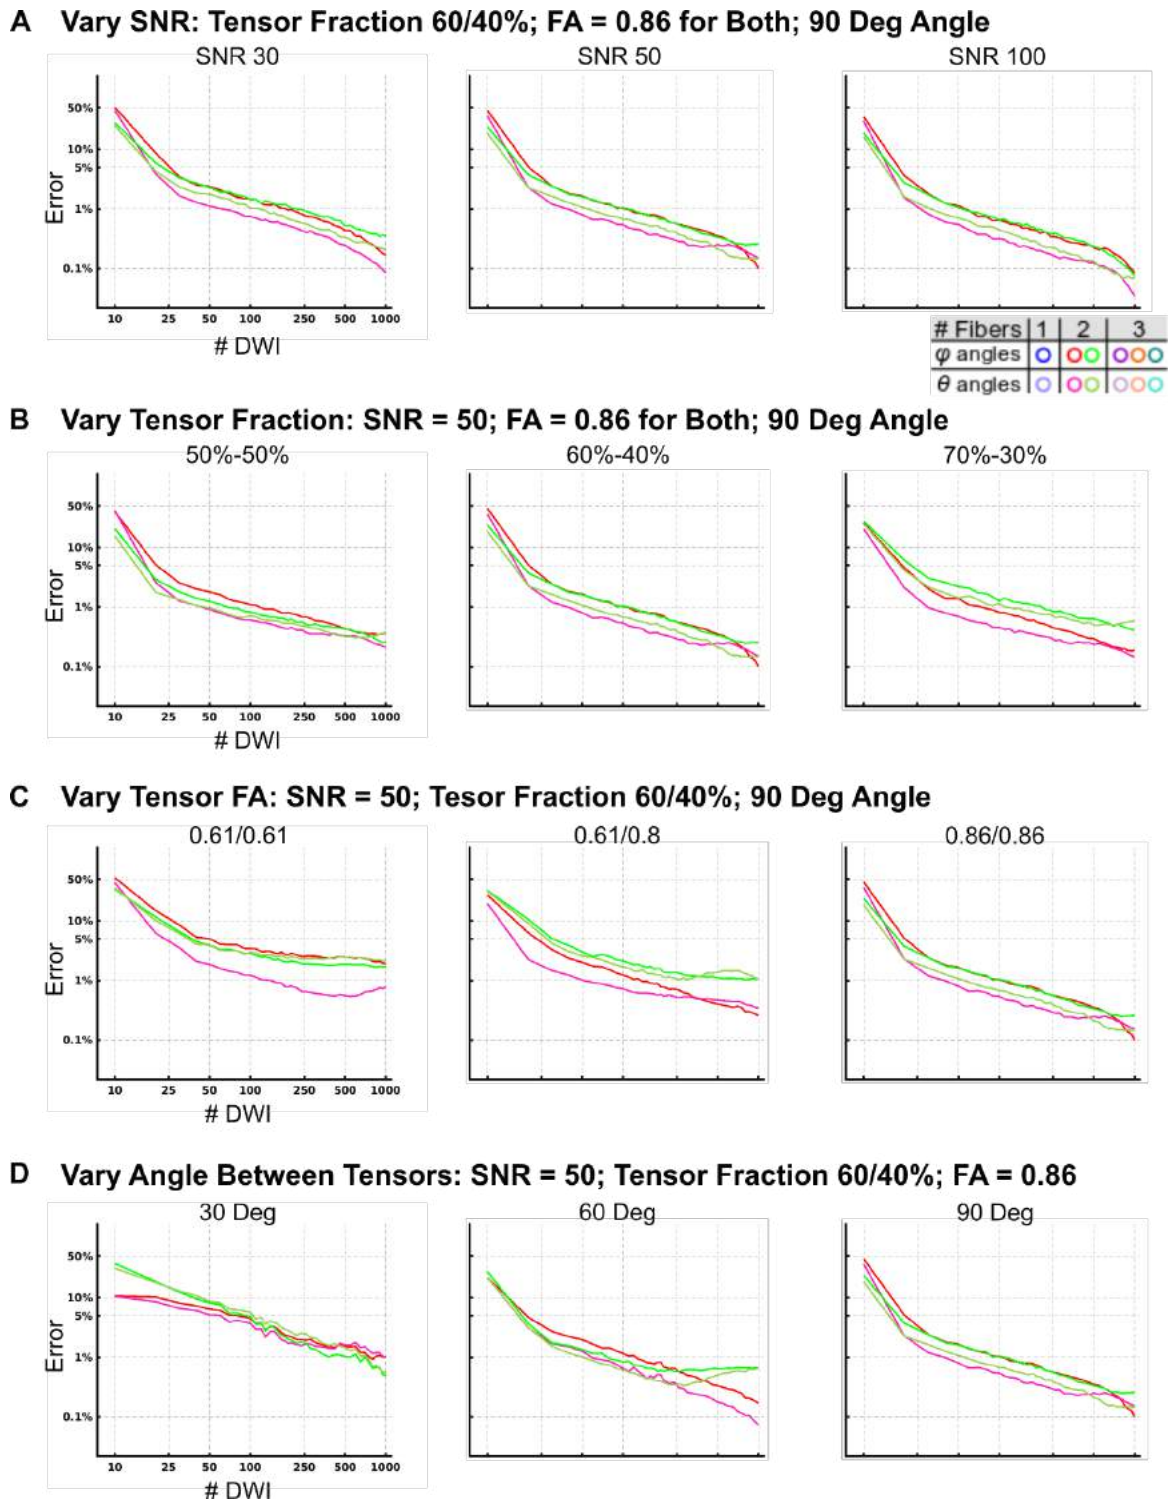 A Vary SNR: Tensor Fraction 60/40%; FA = 0.86 for Both; 90 Deg Angle
SNR 30 SNR 50 SNR 100
50%
10%
5%
1%
0.1%
Error
10 25 50 100 250 500 1000
# DWI
# Fibers 1 2 3
φ angles
θ angles
B Vary Tensor Fraction: SNR = 50; FA = 0.86 for Both; 90 Deg Angle
50%-50% 60%-40% 70%-30%
50%
10%
5%
1%
0.1%
Error
10 25 50 100 250 500 1000
# DWI
C Vary Tensor FA: SNR = 50; Tesor Fraction 60/40%; 90 Deg Angle
0.61/0.61 0.61/0.8 0.86/0.86
50%
10%
5%
1%
0.1%
Error
10 25 50 100 250 500 1000
# DWI
D Vary Angle Between Tensors: SNR = 50; Tensor Fraction 60/40%; FA = 0.86
30 Deg 60 Deg 90 Deg
50%
10%
5%
1%
0.1%
Error
10 25 50 100 250 500 1000
# DWI